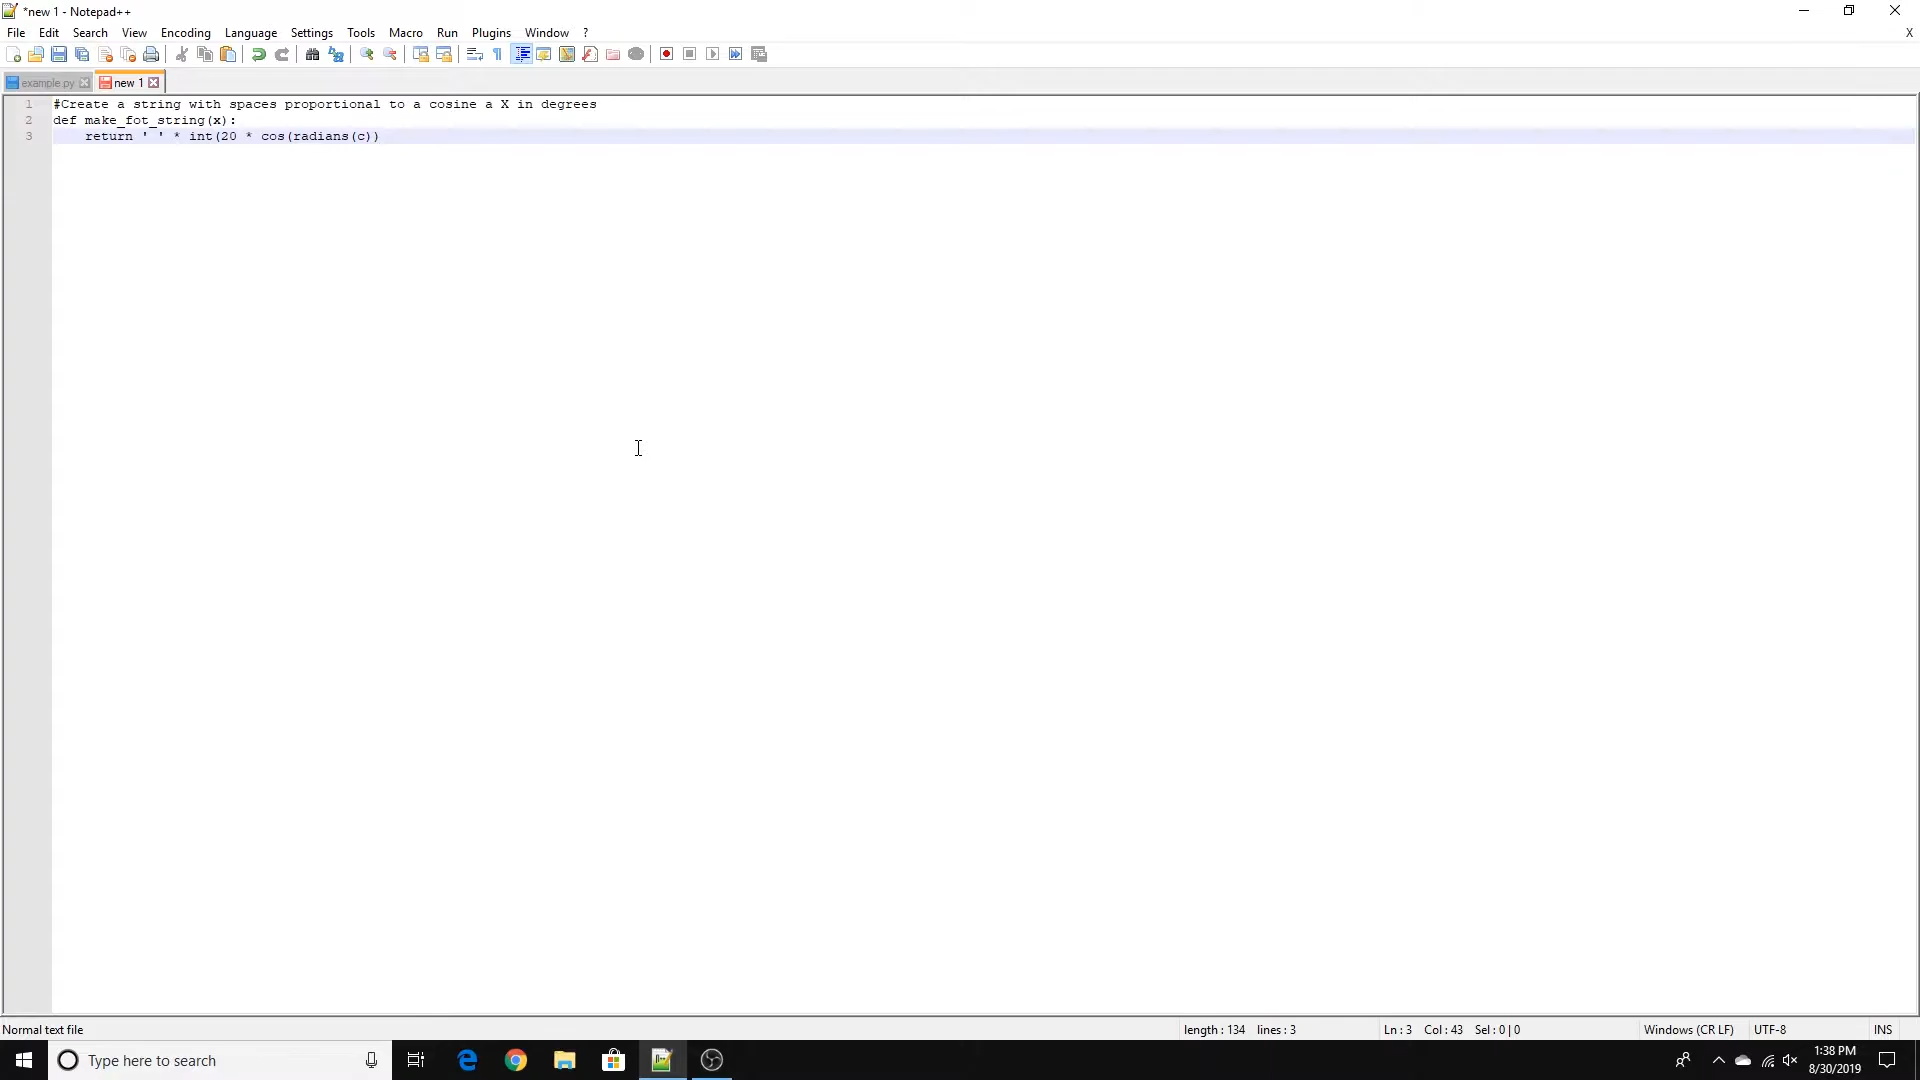 *new 1 - Notepad++
File Edit Search View Encoding Language Settings Tools Macro Run Plugins Window ? X
example.py new 1
1 #Create a string with spaces proportional to a cosine a X in degrees
2 def make_fot_string(x):
3     return ' ' * int(20 * cos(radians(c))
Normal text file length : 134 lines : 3 Ln : 3 Col : 43 Sel : 0 | 0 Windows (CR LF) UTF-8 INS
Type here to search
1:38 PM
8/30/2019